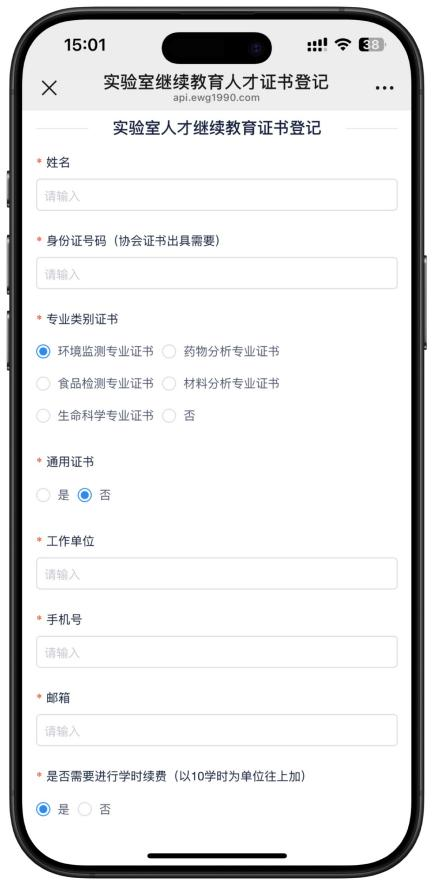 15:01
38
实验室继续教育人才证书登记
api.ewg1990.com
实验室人才继续教育证书登记
* 姓名
请输入
* 身份证号码（协会证书出具需要）
请输入
* 专业类别证书
环境监测专业证书 药物分析专业证书
食品检测专业证书 材料分析专业证书
生命科学专业证书 否
* 通用证书
是 否
* 工作单位
请输入
* 手机号
请输入
* 邮箱
请输入
* 是否需要进行学时续费（以10学时为单位往上加）
是 否